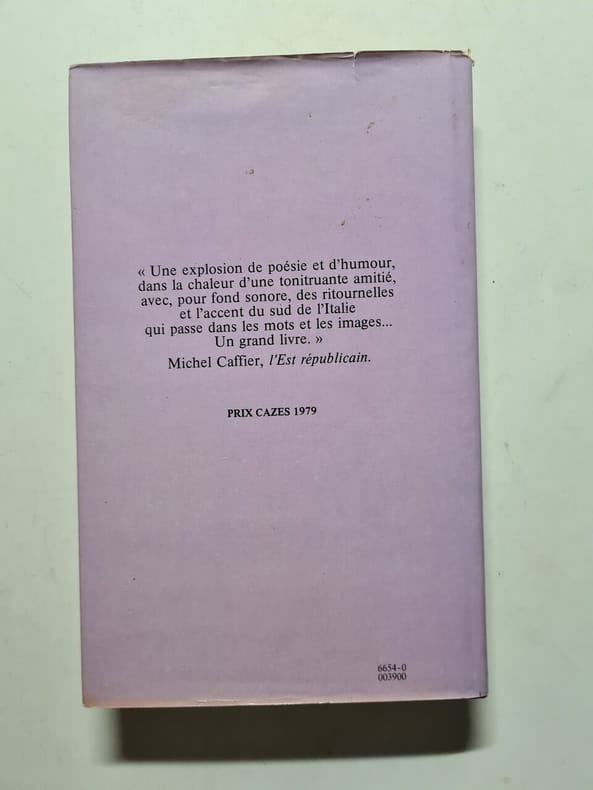 « Une explosion de poésie et d'humour,
dans la chaleur d'une tonitruante amitié,
avec, pour fond sonore, des ritournelles
et l'accent du sud de l'Italie
qui passe dans les mots et les images...
Un grand livre. »
Michel Caffier, l'Est républicain.
PRIX CAZES 1979
6654-0
003900